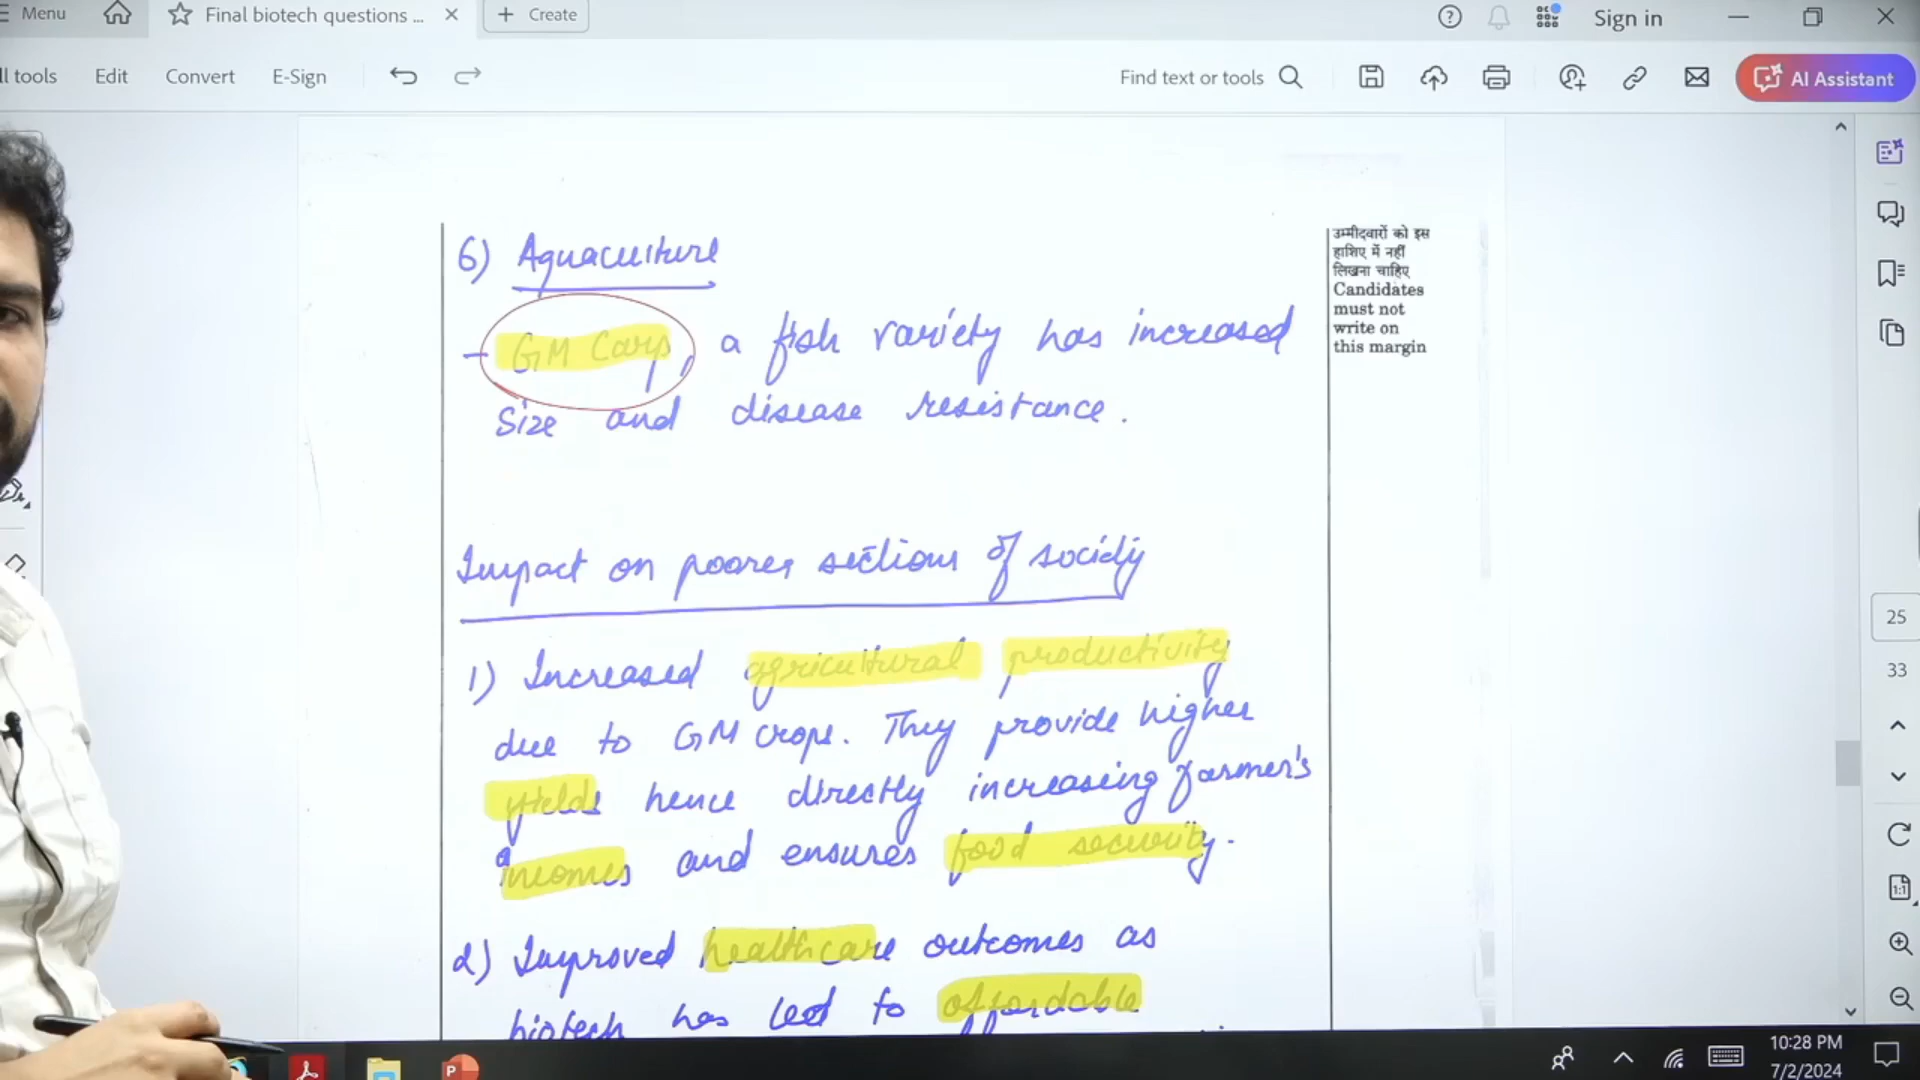 Menu
Final biotech questions ...
Create
Sign in
ll tools
Edit
Convert
E-Sign
Find text or tools
AI Assistant
6) Aquaculture
- GM Carp, a fish variety has increased
size and disease resistance.
Impact on poorer sections of society
1) Increased agricultural productivity
due to GM crops. They provide higher
yields hence directly increasing farmer's
incomes and ensures food security.
2) Improved healthcare outcomes as
biotech has led to affordable
उम्मीदवारों को इस
हाशिए में नहीं
लिखना चाहिए
Candidates
must not
write on
this margin
25
33
1:1
10:28 PM
7/2/2024